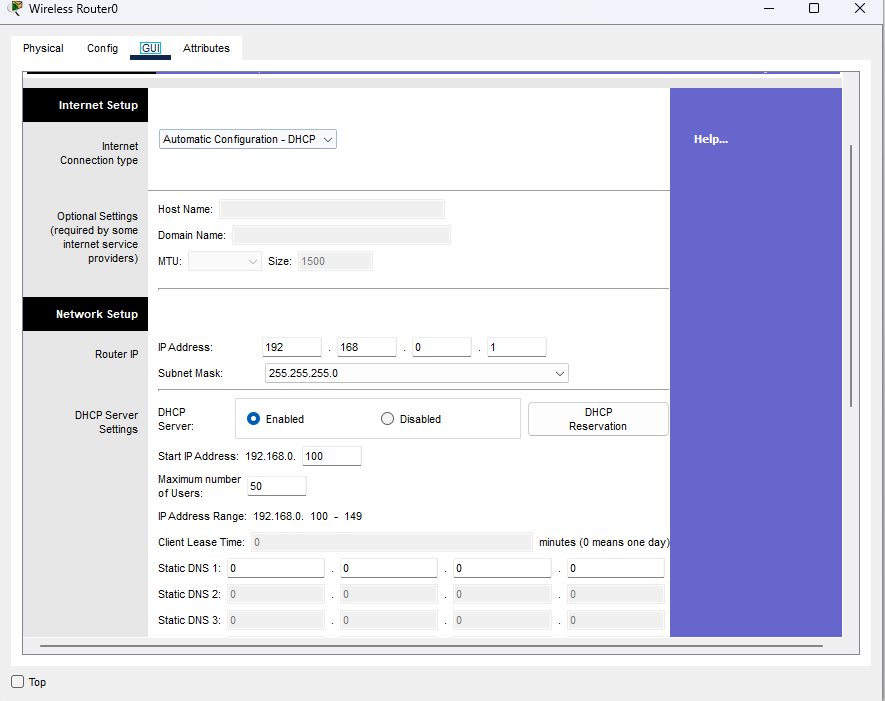 Wireless Router0
Physical Config GUI Attributes
Internet Setup
Internet
Connection type
Automatic Configuration - DHCP
Help...
Optional Settings
(required by some
internet service
providers)
Host Name:
Domain Name:
MTU: Size: 1500
Network Setup
Router IP
IP Address: 192 . 168 . 0 . 1
Subnet Mask: 255.255.255.0
DHCP Server
Settings
DHCP
Server:
Enabled Disabled
DHCP
Reservation
Start IP Address: 192.168.0. 100
Maximum number
of Users: 50
IP Address Range: 192.168.0. 100 - 149
Client Lease Time: 0 minutes (0 means one day)
Static DNS 1: 0 . 0 . 0 . 0
Static DNS 2: 0 . 0 . 0 . 0
Static DNS 3: 0 . 0 . 0 . 0
Top